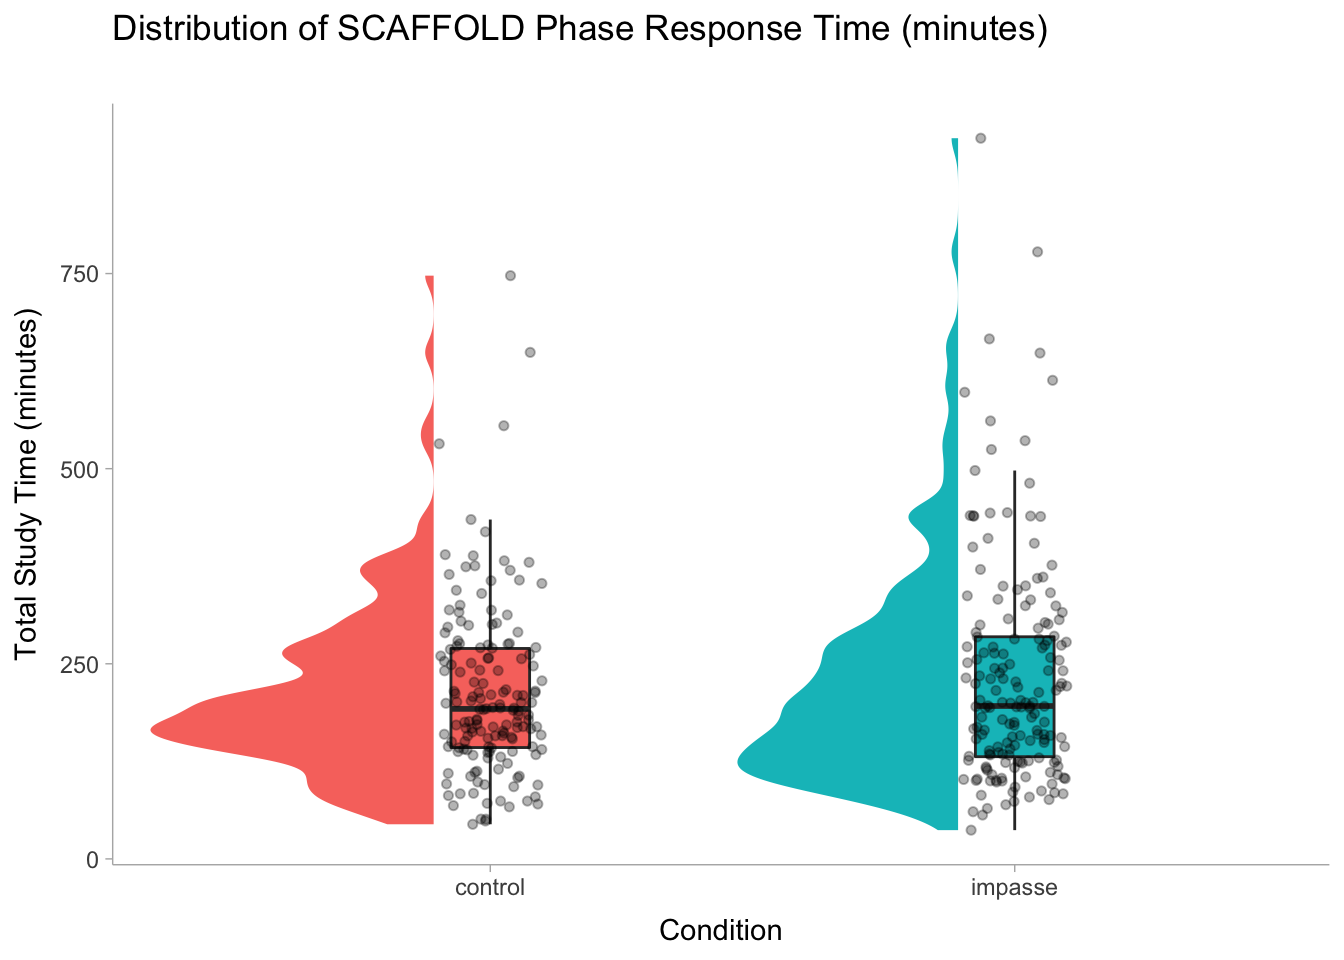 Distribution of SCAFFOLD Phase Response Time (minutes)
Total Study Time (minutes)
750
500
250
0
control
impasse
Condition